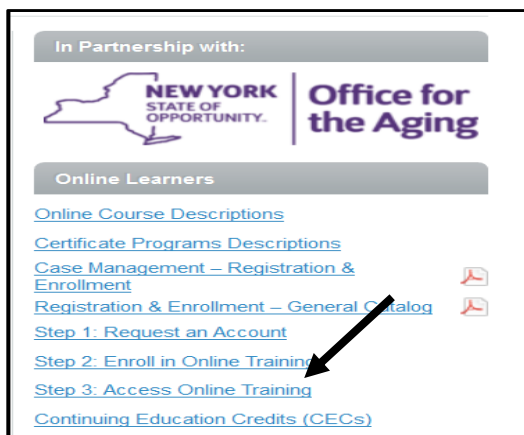 In Partnership with:
NEW YORK
STATE OF
OPPORTUNITY.
Office for
the Aging
Online Learners
Online Course Descriptions
Certificate Programs Descriptions
Case Management – Registration &
Enrollment
Registration & Enrollment – General Catalog
Step 1: Request an Account
Step 2: Enroll in Online Training
Step 3: Access Online Training
Continuing Education Credits (CECs)